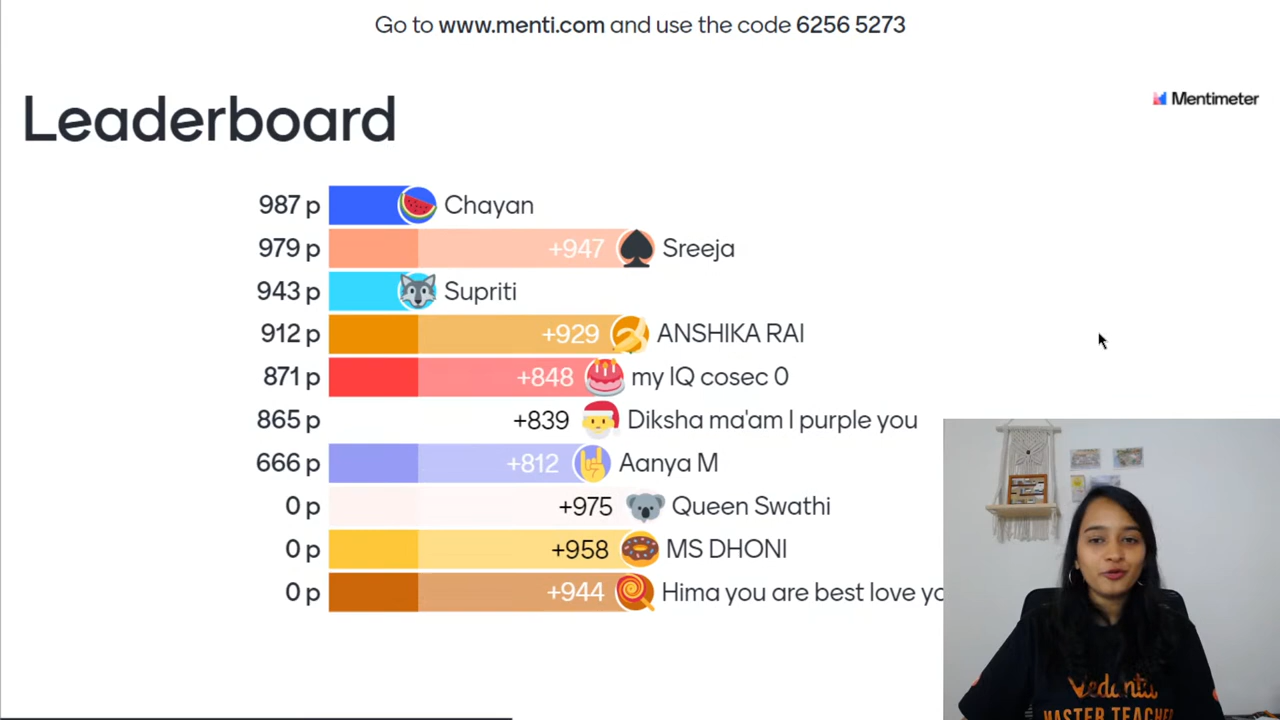 Go to www.menti.com and use the code 6256 5273
Leaderboard
Mentimeter
987 p Chayan
979 p +947 Sreeja
943 p Supriti
912 p +929 ANSHIKA RAI
871 p +848 my IQ cosec 0
865 p +839 Diksha ma'am I purple you
666 p +812 Aanya M
0 p +975 Queen Swathi
0 p +958 MS DHONI
0 p +944 Hima you are best love yo
Vedantu
MASTER TEACHER